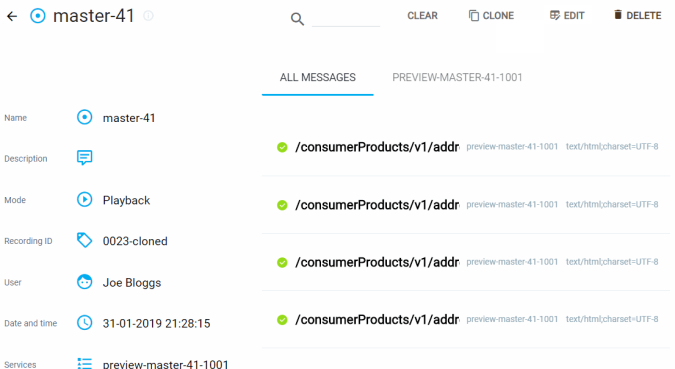 master-41
CLEAR
CLONE
EDIT
DELETE
ALL MESSAGES
PREVIEW-MASTER-41-1001
Name master-41
Description
Mode Playback
Recording ID 0023-cloned
User Joe Bloggs
Date and time 31-01-2019 21:28:15
Services preview-master-41-1001
/consumerProducts/v1/addr preview-master-41-1001 text/html;charset=UTF-8
/consumerProducts/v1/addr preview-master-41-1001 text/html;charset=UTF-8
/consumerProducts/v1/addr preview-master-41-1001 text/html;charset=UTF-8
/consumerProducts/v1/addr preview-master-41-1001 text/html;charset=UTF-8